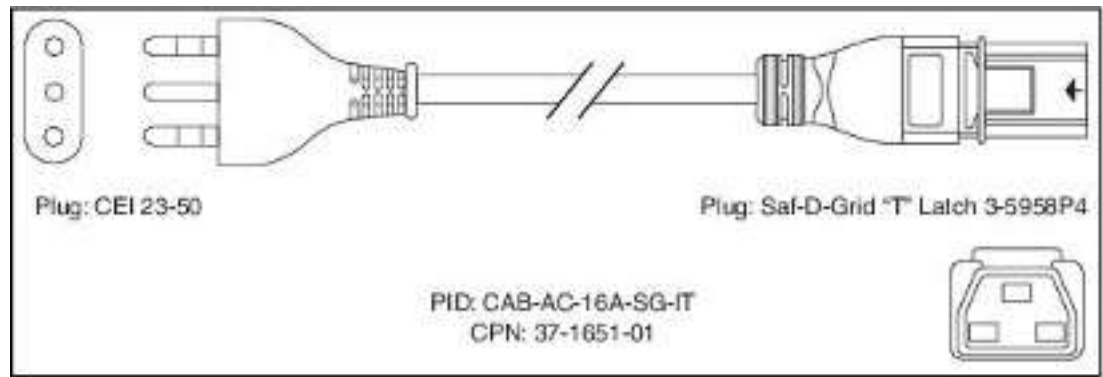 Plug: CEI 23-50
Plug: Saf-D-Grid “T” Latch 3-5958P4
PID: CAB-AC-16A-SG-IT
CPN: 37-1651-01